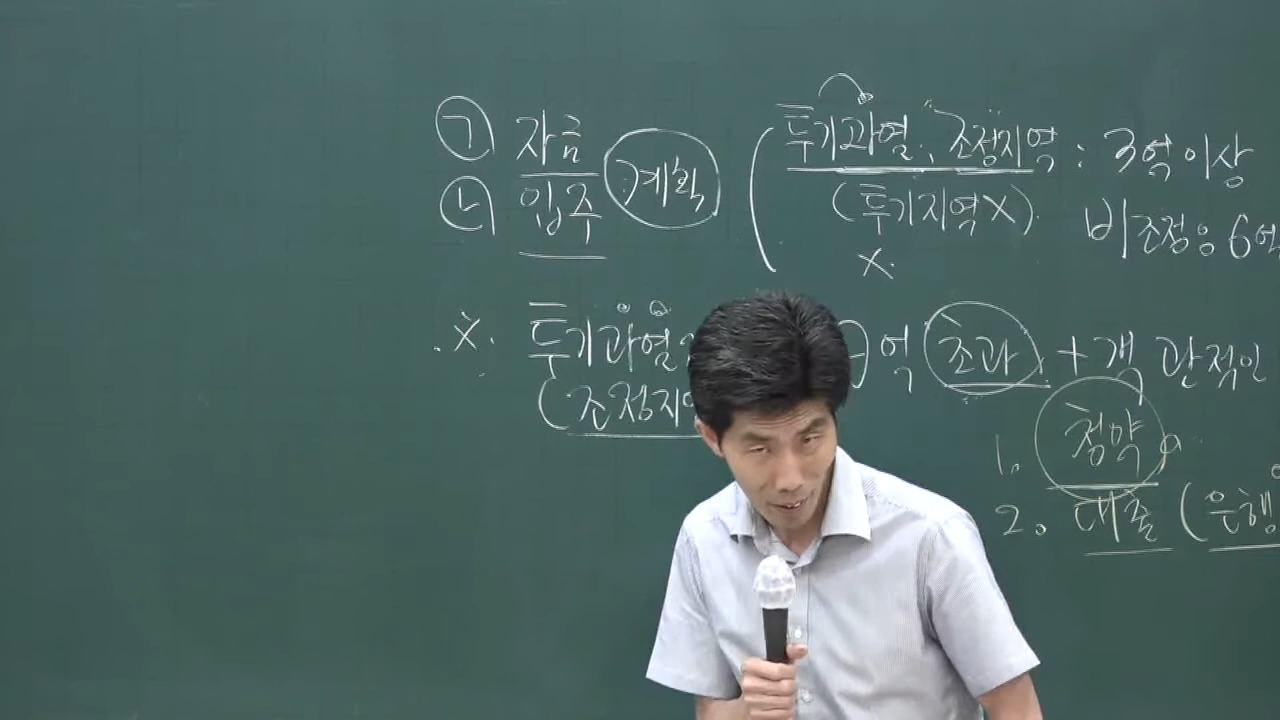 ㄱ 자금 계획 ( 투기과열, 조정지역 : 3억 이상
ㄴ 입주 (투기지역X) 비조정은 6억
X
※ 투기과열 9억 초과 + 객관적인
(조정지역
1. 청약
2. 대출 (은행